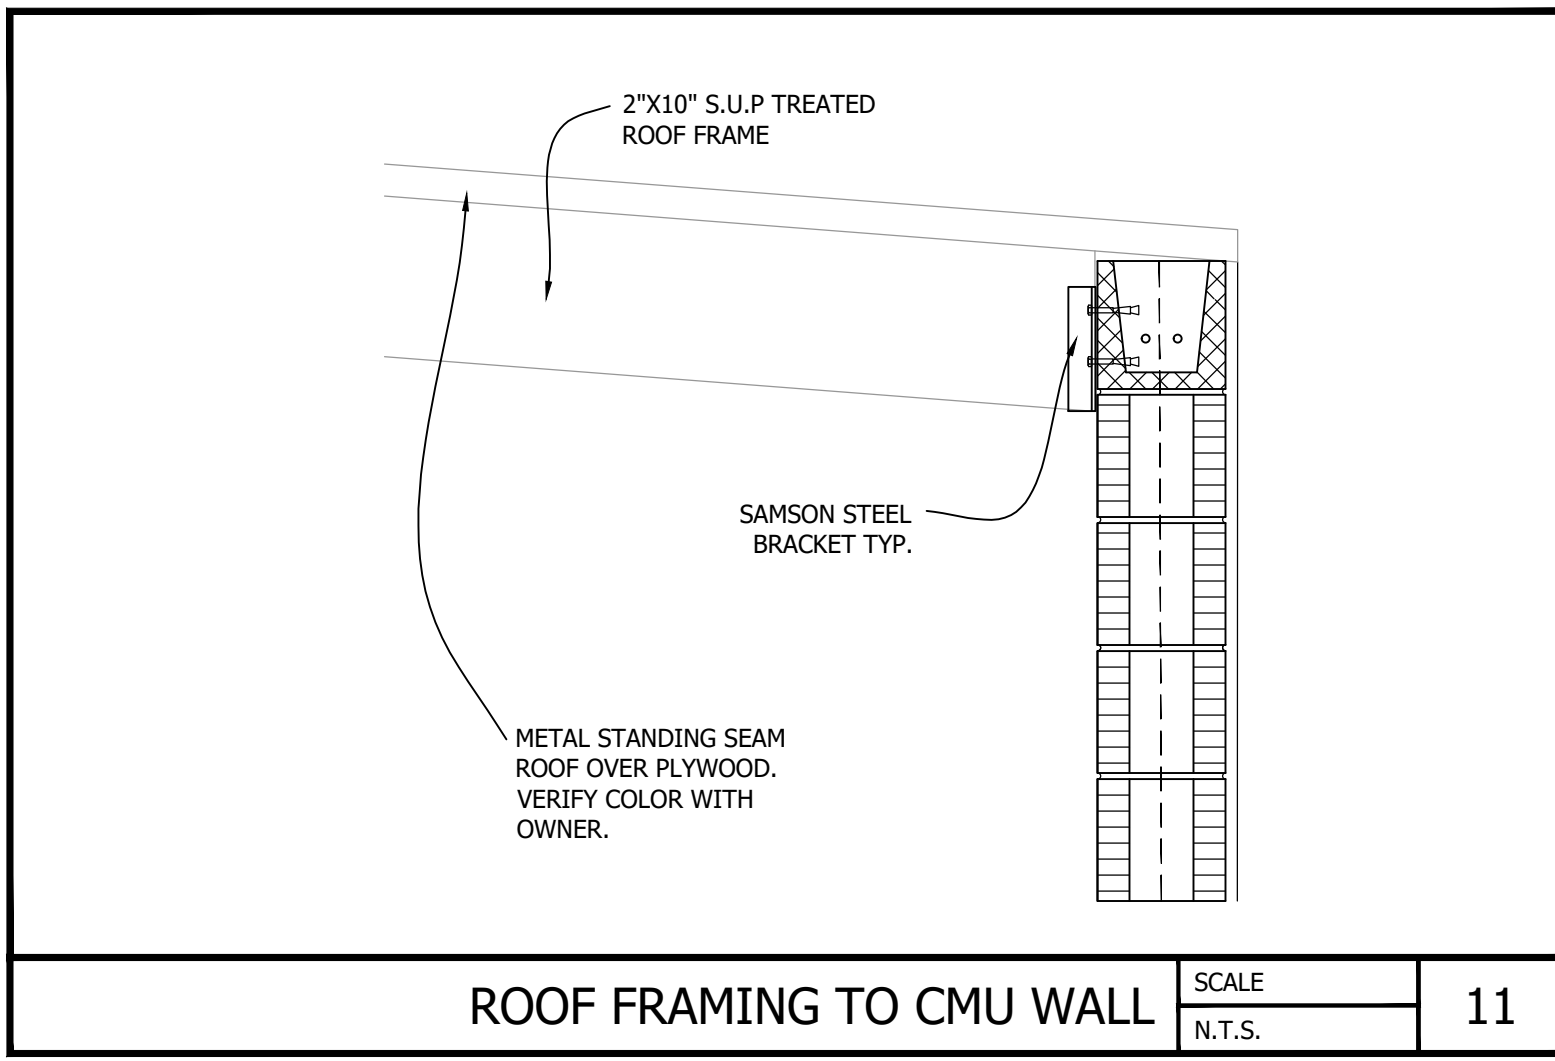 2"X10" S.U.P TREATED
ROOF FRAME
SAMSON STEEL
BRACKET TYP.
METAL STANDING SEAM
ROOF OVER PLYWOOD.
VERIFY COLOR WITH
OWNER.
ROOF FRAMING TO CMU WALL
SCALE
N.T.S.
11